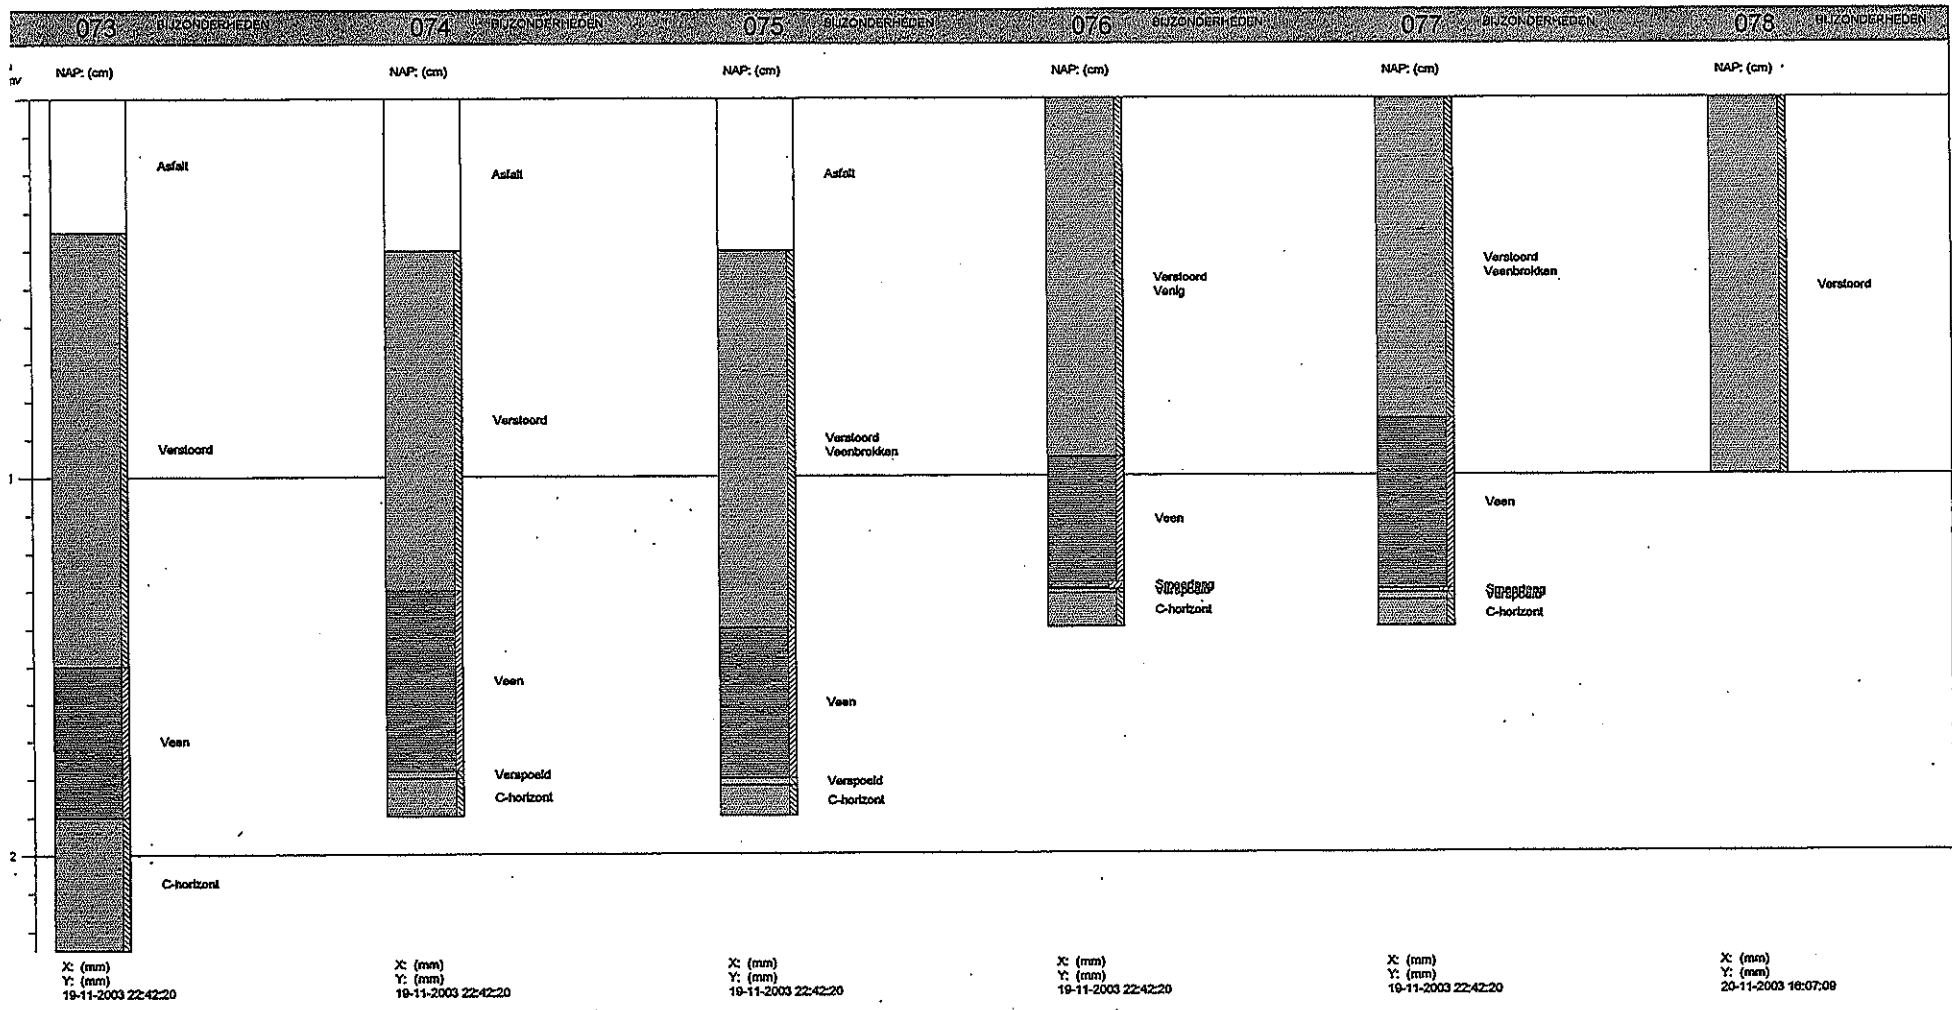 073 BIJZONDERHEDEN 074 BIJZONDERHEDEN 075 BIJZONDERHEDEN 076 BIJZONDERHEDEN 077 BIJZONDERHEDEN 078 BIJZONDERHEDEN
NAP: (cm) NAP: (cm) NAP: (cm) NAP: (cm) NAP: (cm) NAP: (cm)
Asfalt
Verstoord
Veen
C-horizont
Asfalt
Verstoord
Veen
Verspoeld
C-horizont
Asfalt
Verstoord
Veenbrokken
Veen
Verspoeld
C-horizont
Verstoord
Venig
Veen
C-horizont
Verstoord
Veenbrokken
Veen
C-horizont
Verstoord
1
2
X: (mm)
Y: (mm)
19-11-2003 22:42:20
X: (mm)
Y: (mm)
19-11-2003 22:42:20
X: (mm)
Y: (mm)
19-11-2003 22:42:20
X: (mm)
Y: (mm)
19-11-2003 22:42:20
X: (mm)
Y: (mm)
19-11-2003 22:42:20
X: (mm)
Y: (mm)
20-11-2003 16:07:09